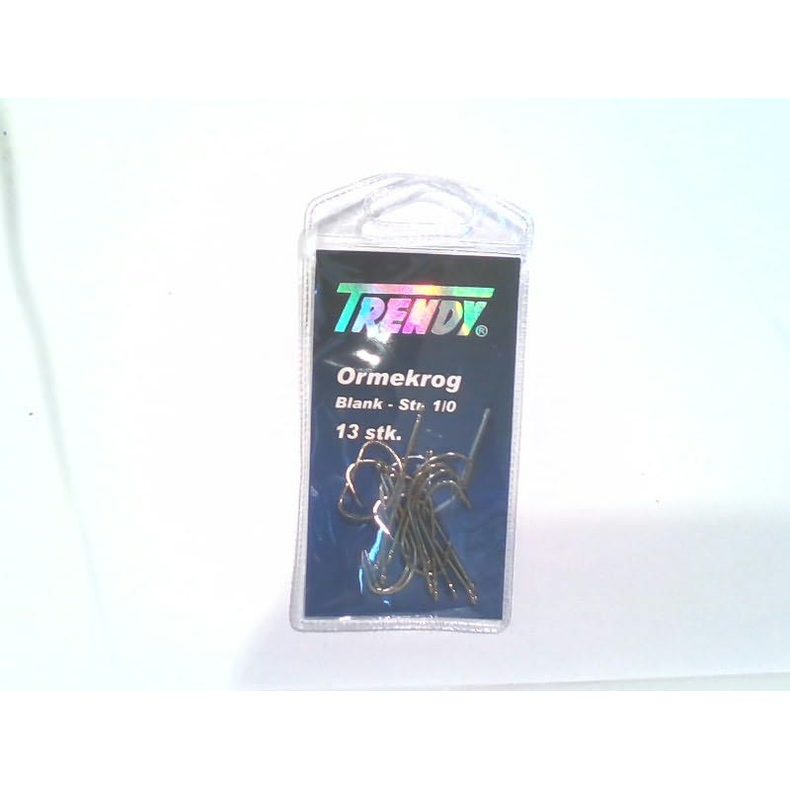 TRENDY®
Ormekrog
Blank - Str. 1/0
13 stk.